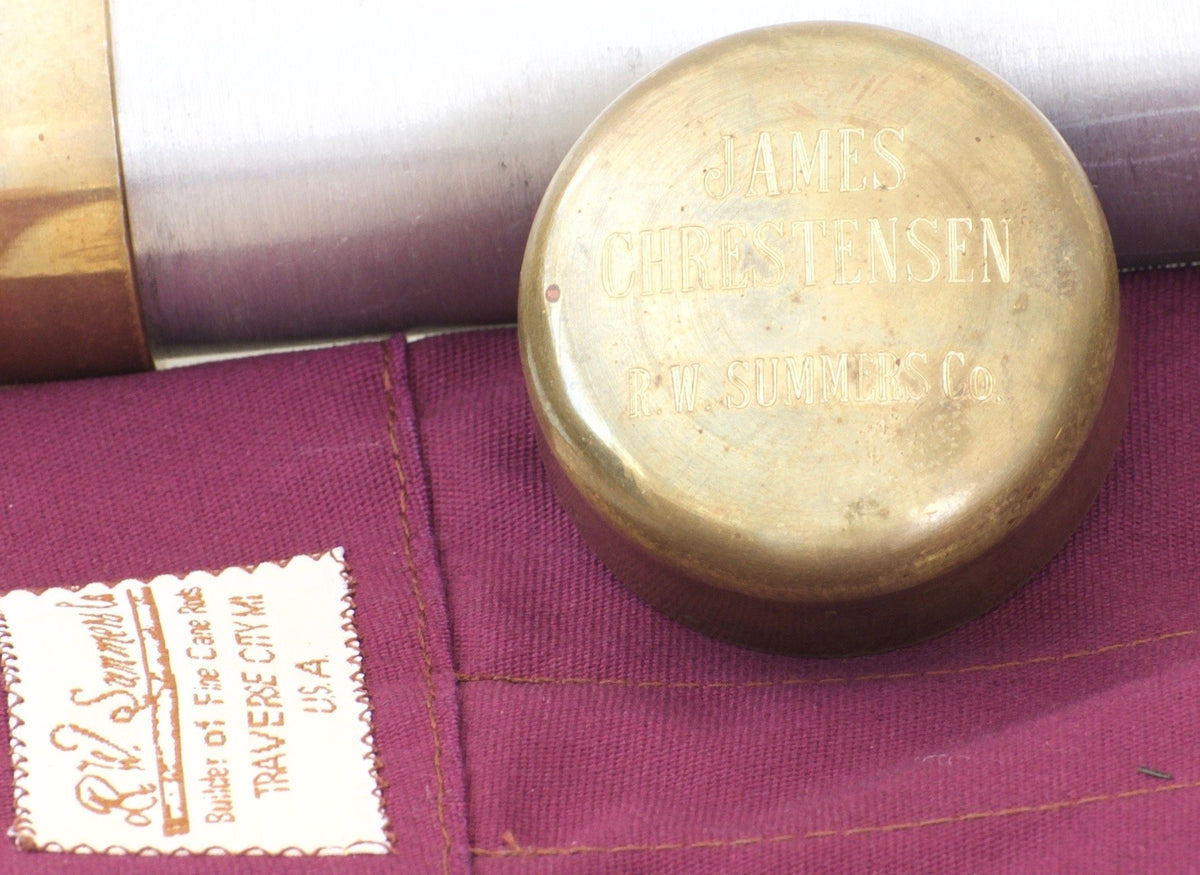 JAMES
CHRESTENSEN
R. W. SUMMERS Co.
R.W. Summers Co
Builder of Fine Cane Rods
TRAVERSE CITY MI
U.S.A.